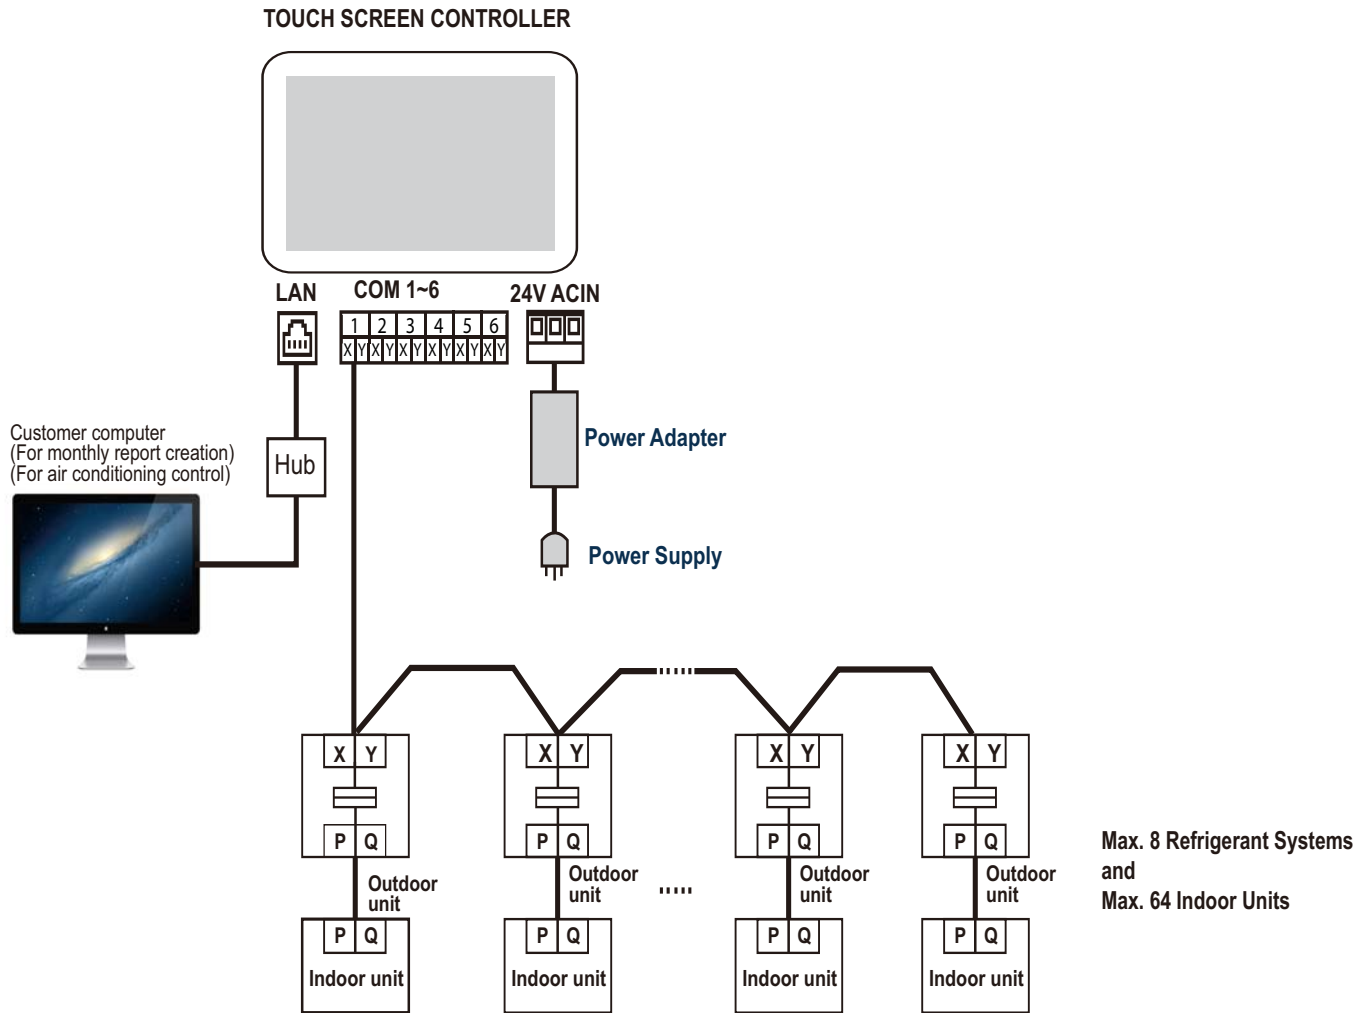 TOUCH SCREEN CONTROLLER
LAN
COM 1~6
24V ACIN
1 2 3 4 5 6
X Y X Y X Y X Y X Y X Y
Customer computer
(For monthly report creation)
(For air conditioning control)
Hub
Power Adapter
Power Supply
X Y
X Y
X Y
X Y
P Q
P Q
P Q
P Q
Outdoor
unit
Outdoor
unit
Outdoor
unit
Outdoor
unit
P Q
P Q
P Q
P Q
Indoor unit
Indoor unit
Indoor unit
Indoor unit
Max. 8 Refrigerant Systems
and
Max. 64 Indoor Units